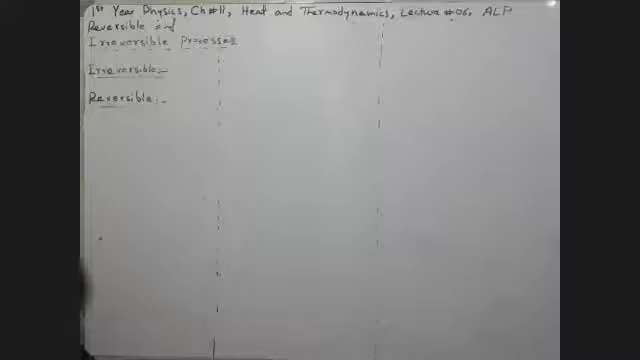 1st Year Physics, Ch#11, Heat and Thermodynamics, Lecture #06, ALP
Reversible and
Irreversible Processes
Irreversible:-
Reversible:-